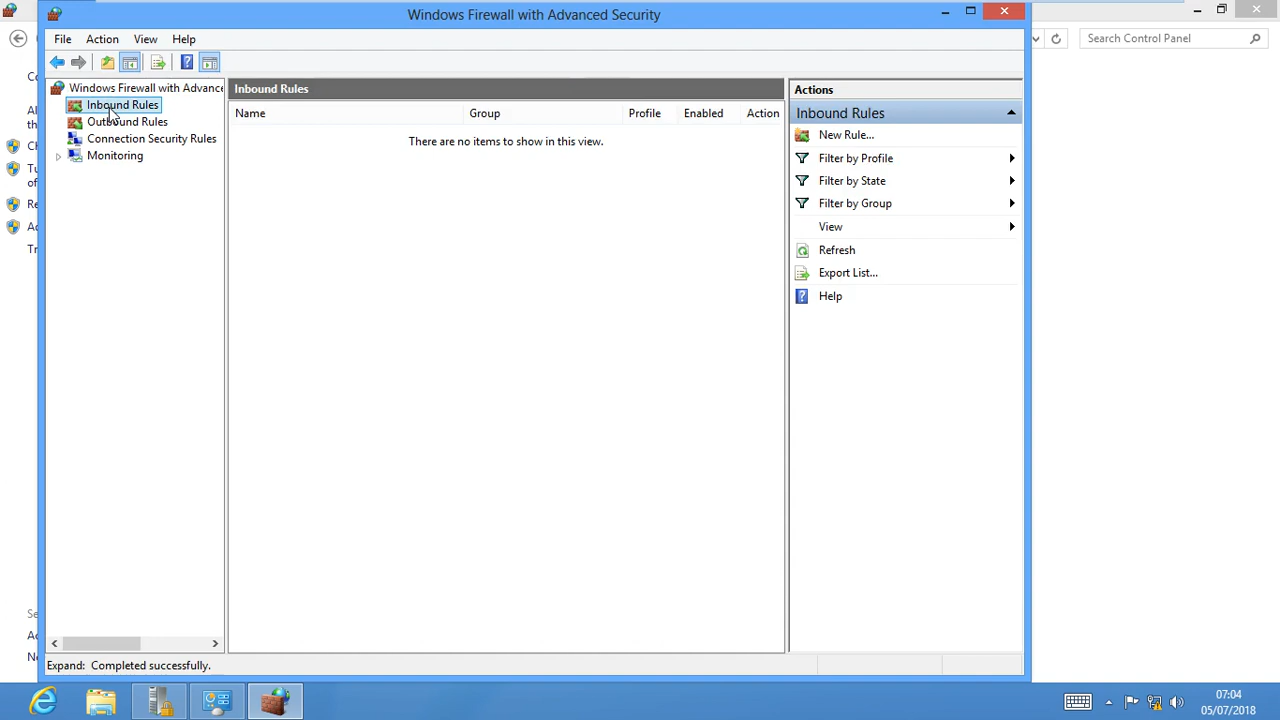 Windows Firewall with Advanced Security
File Action View Help
Search Control Panel
Windows Firewall with Advance
Inbound Rules
Outbound Rules
Connection Security Rules
Monitoring
Inbound Rules
Name Group Profile Enabled Action
There are no items to show in this view.
Actions
Inbound Rules
New Rule...
Filter by Profile
Filter by State
Filter by Group
View
Refresh
Export List...
Help
Expand: Completed successfully.
07:04
05/07/2018